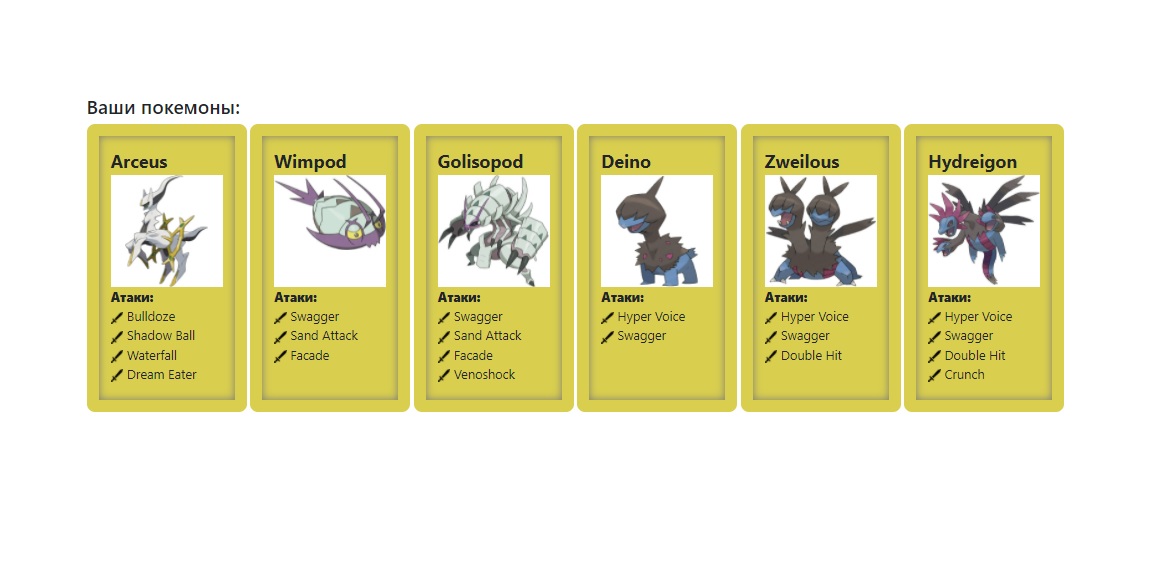 Ваши покемоны:
Arceus
Атаки:
Bulldoze
Shadow Ball
Waterfall
Dream Eater
Wimpod
Атаки:
Swagger
Sand Attack
Facade
Golisopod
Атаки:
Swagger
Sand Attack
Facade
Venoshock
Deino
Атаки:
Hyper Voice
Swagger
Zweilous
Атаки:
Hyper Voice
Swagger
Double Hit
Hydreigon
Атаки:
Hyper Voice
Swagger
Double Hit
Crunch